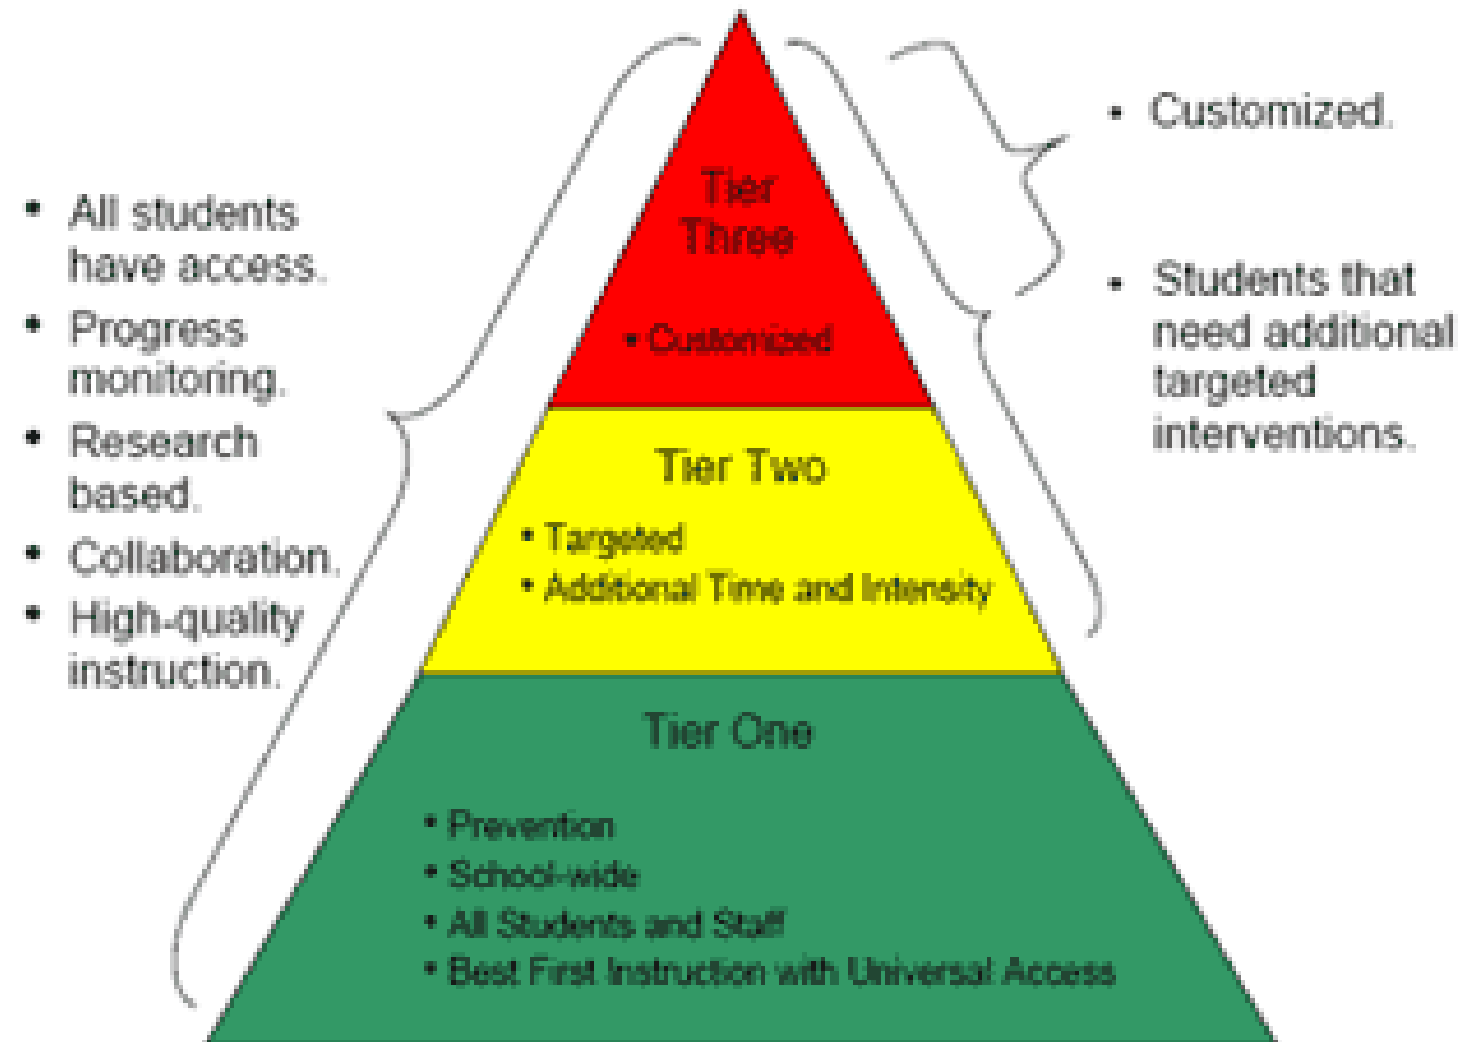 • All students
have access.
• Progress
monitoring.
• Research
based.
• Collaboration.
• High-quality
instruction.
Tier
Three
• Customized
Tier Two
• Targeted
• Additional Time and Intensity
Tier One
• Prevention
• School-wide
• All Students and Staff
• Best First Instruction with Universal Access
• Customized.
• Students that
need additional
targeted
interventions.